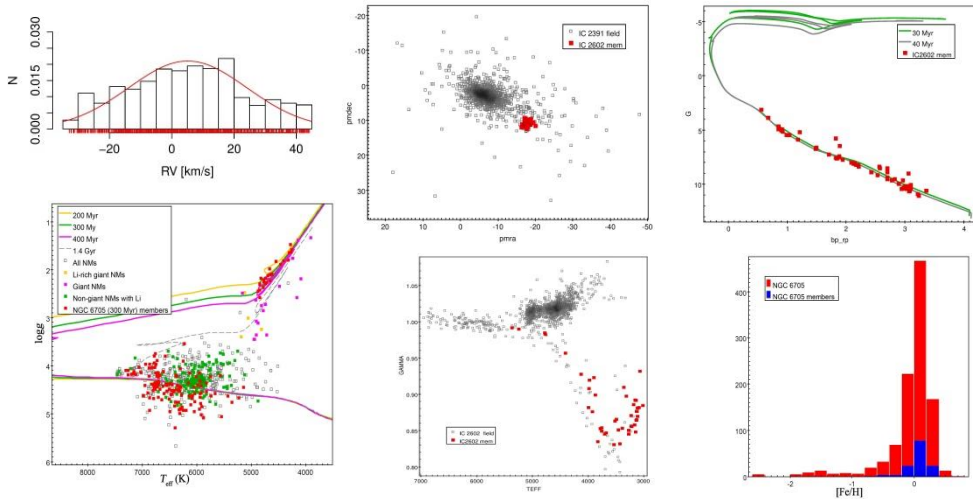 N
0.000 0.015 0.030
−20 0 20 40
RV [km/s]
IC 2391 field
IC 2602 mem
pmdec
-20
-10
0
10
20
30
20 10 0 -10 -20 -30 -40 -50
pmra
30 Myr
40 Myr
IC2602 mem
G
-5
0
5
10
0 1 2 3 4
bp_rp
200 Myr
300 My
400 Myr
1.4 Gyr
All NMs
Li-rich giant NMs
Giant NMs
Non-giant NMs with Li
NGC 6705 (300 Myr) members
logg
1
2
3
4
5
6
8000 7000 6000 5000 4000
Teff (K)
GAMMA
1.05
1.00
0.95
0.90
0.85
0.80
IC 2602 field
IC2602 mem
7000 6000 5000 4000 3000
TEFF
NGC 6705
NGC 6705 members
400
300
200
100
0
-2 -1 0
[Fe/H]